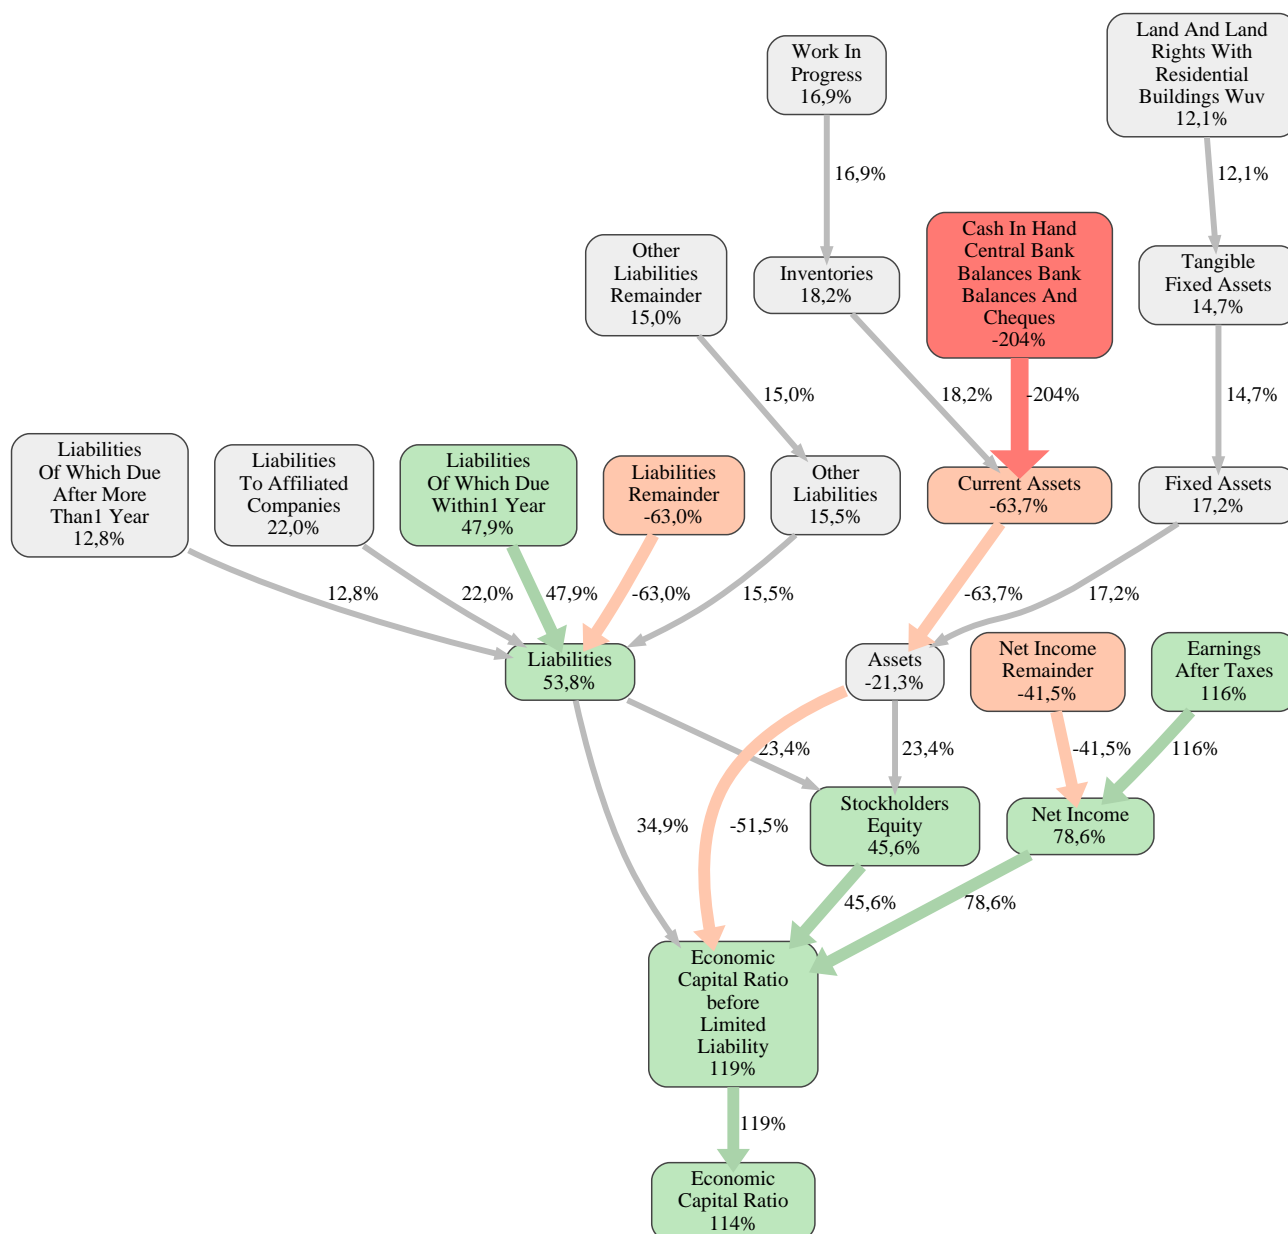 Land And Land
Rights With
Residential
Buildings Wuv
12,1%
Work In
Progress
16,9%
16,9%
12,1%
Cash In Hand
Central Bank
Balances Bank
Balances And
Cheques
-204%
Other
Liabilities
Remainder
15,0%
Inventories
18,2%
Tangible
Fixed Assets
14,7%
15,0%
18,2%
-204%
14,7%
Liabilities
Of Which Due
After More
Than1 Year
12,8%
Liabilities
To Affiliated
Companies
22,0%
Liabilities
Of Which Due
Within1 Year
47,9%
Liabilities
Remainder
-63,0%
Other
Liabilities
15,5%
Current Assets
-63,7%
Fixed Assets
17,2%
12,8%
22,0%
47,9%
-63,0%
15,5%
-63,7%
17,2%
Liabilities
53,8%
Assets
-21,3%
Net Income
Remainder
-41,5%
Earnings
After Taxes
116%
23,4%
23,4%
-41,5%
116%
Stockholders
Equity
45,6%
Net Income
78,6%
34,9%
-51,5%
45,6%
78,6%
Economic
Capital Ratio
before
Limited
Liability
119%
119%
Economic
Capital Ratio
114%